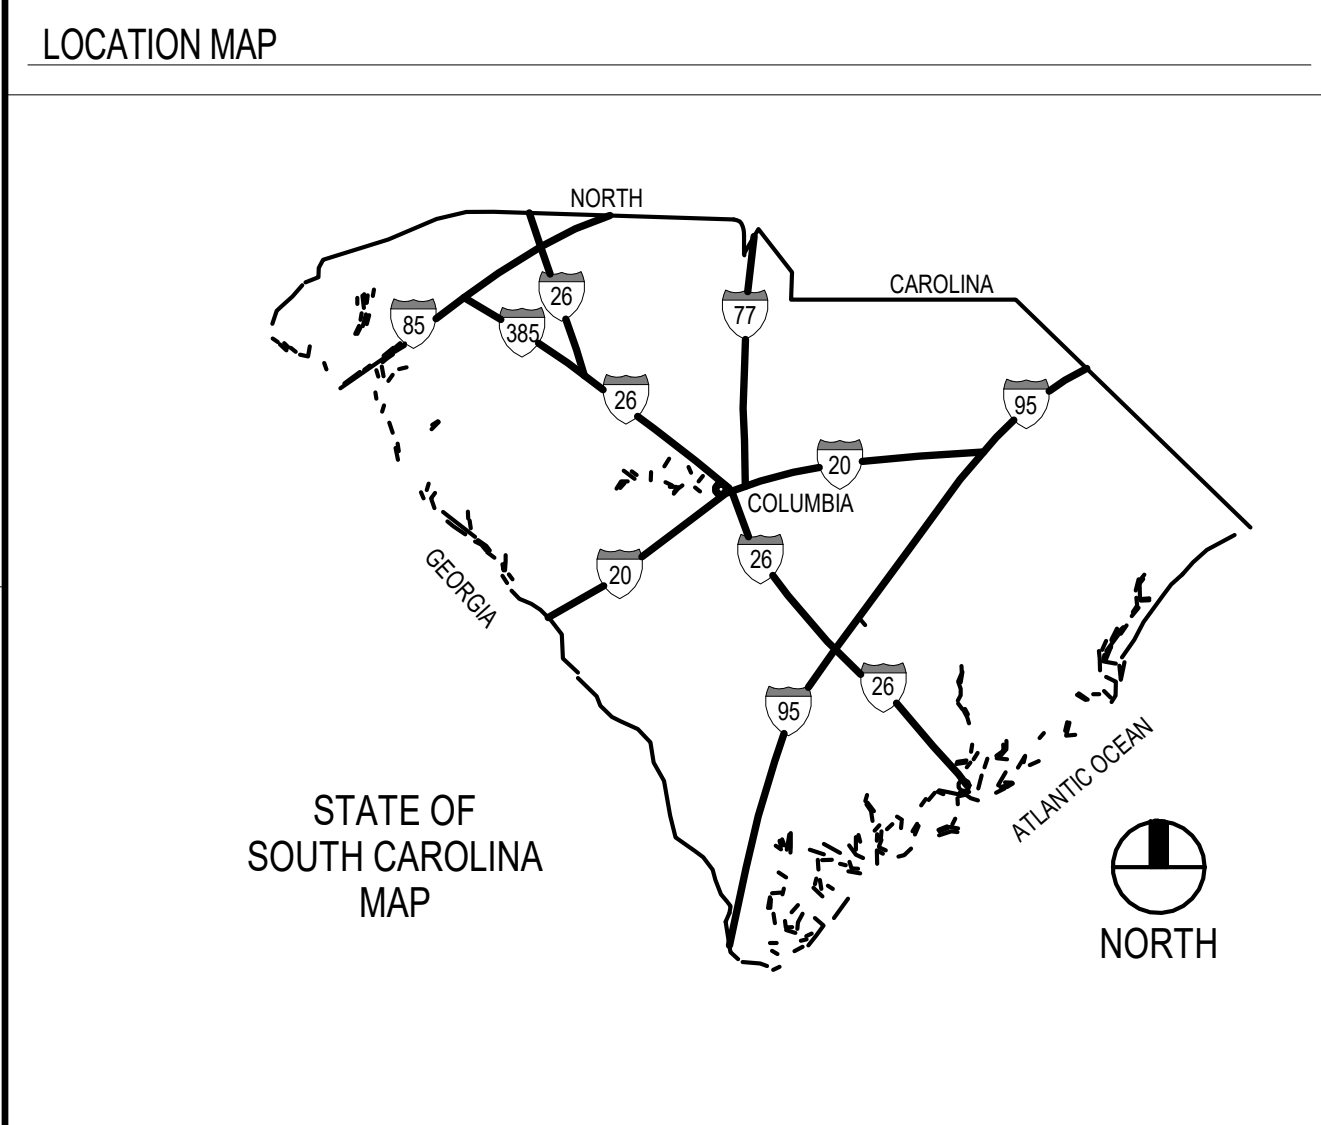 LOCATION MAP
NORTH
CAROLINA
26
77
85
385
26
95
20
COLUMBIA
26
20
GEORGIA
26
95
ATLANTIC OCEAN
STATE OF
SOUTH CAROLINA
MAP
NORTH